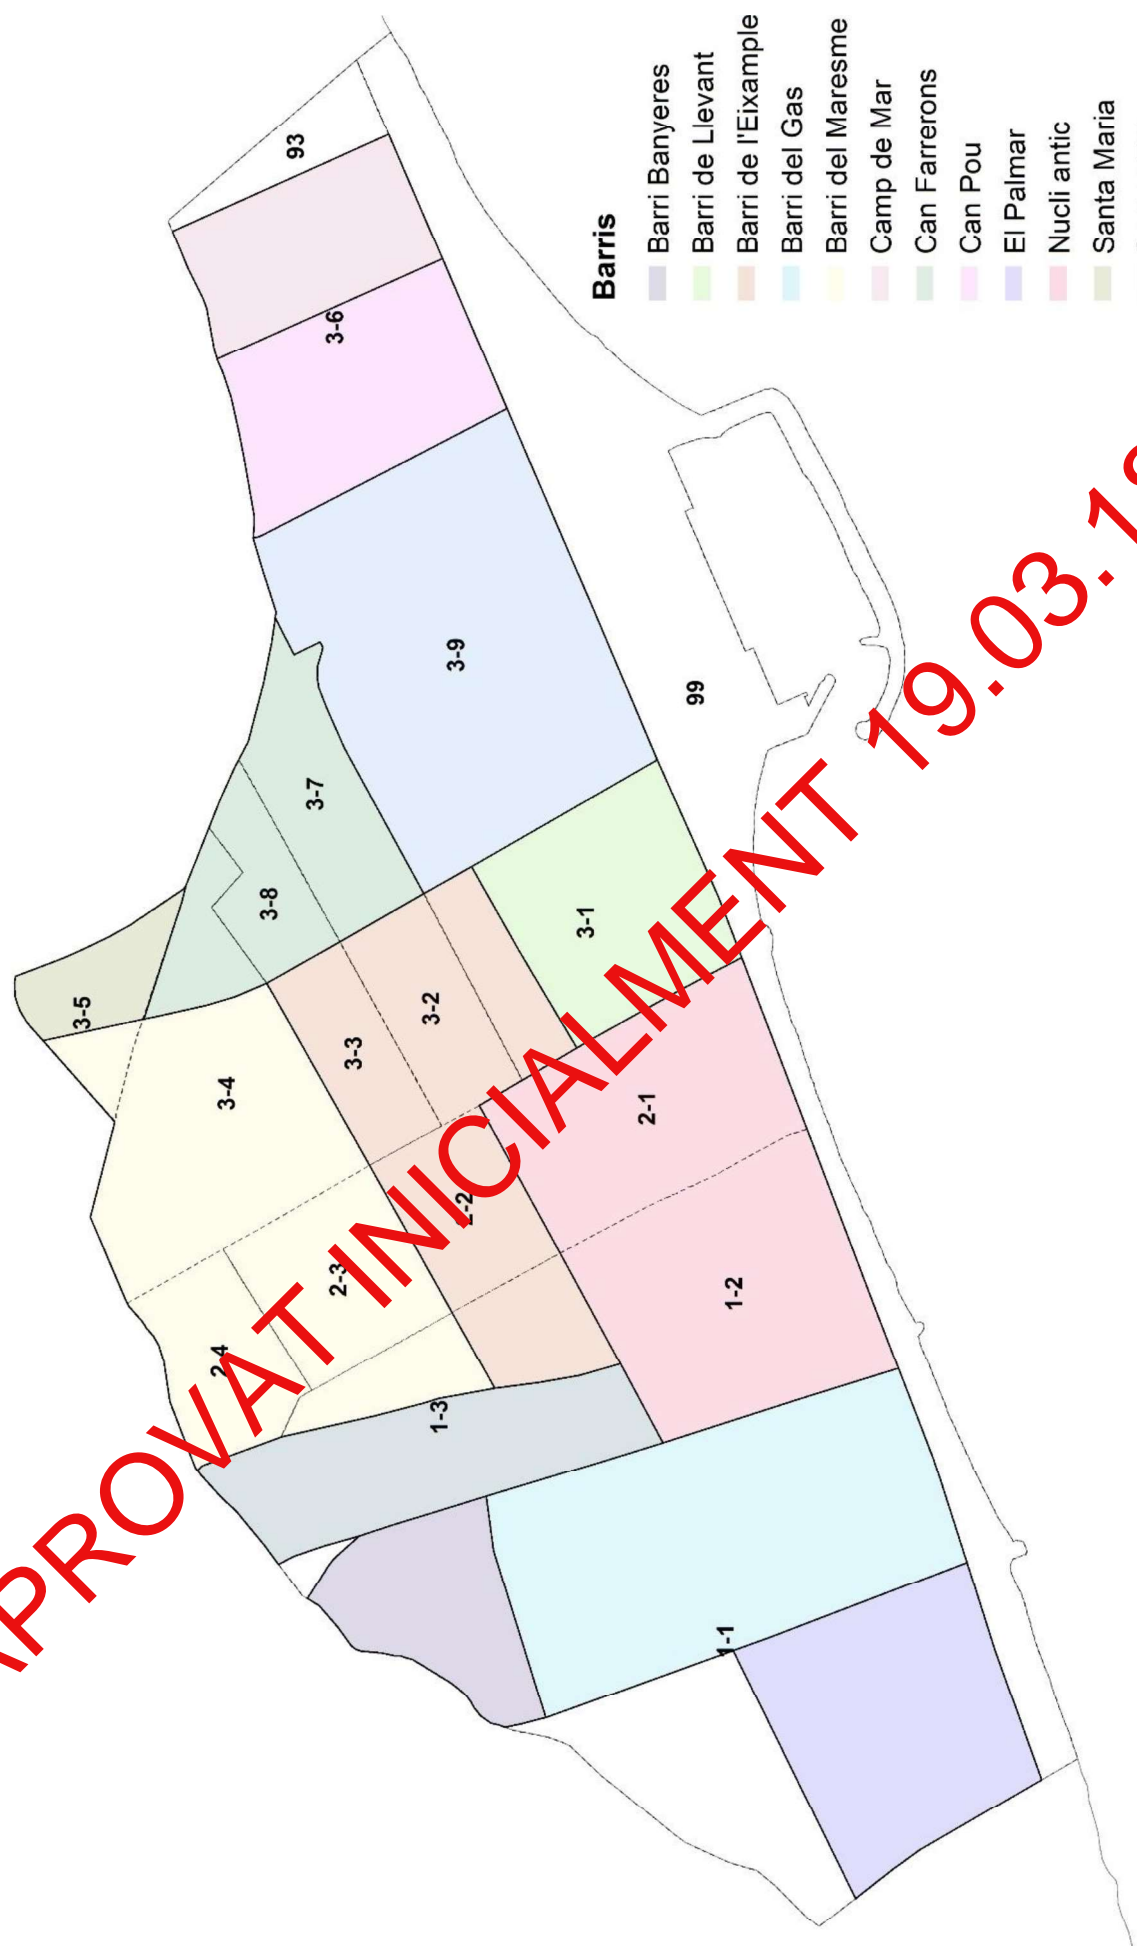 93
3-6
3-9
99
3-7
3-8
3-5
3-1
3-2
3-3
3-4
2-1
2-2
2-3
2-4
1-2
1-3
1-1
Barris
Barri Banyeres
Barri de Llevant
Barri de l'Eixample
Barri del Gas
Barri del Maresme
Camp de Mar
Can Farrerons
Can Pou
El Palmar
Nucli antic
Santa Maria
APROVAT INICIALMENT 19.03.